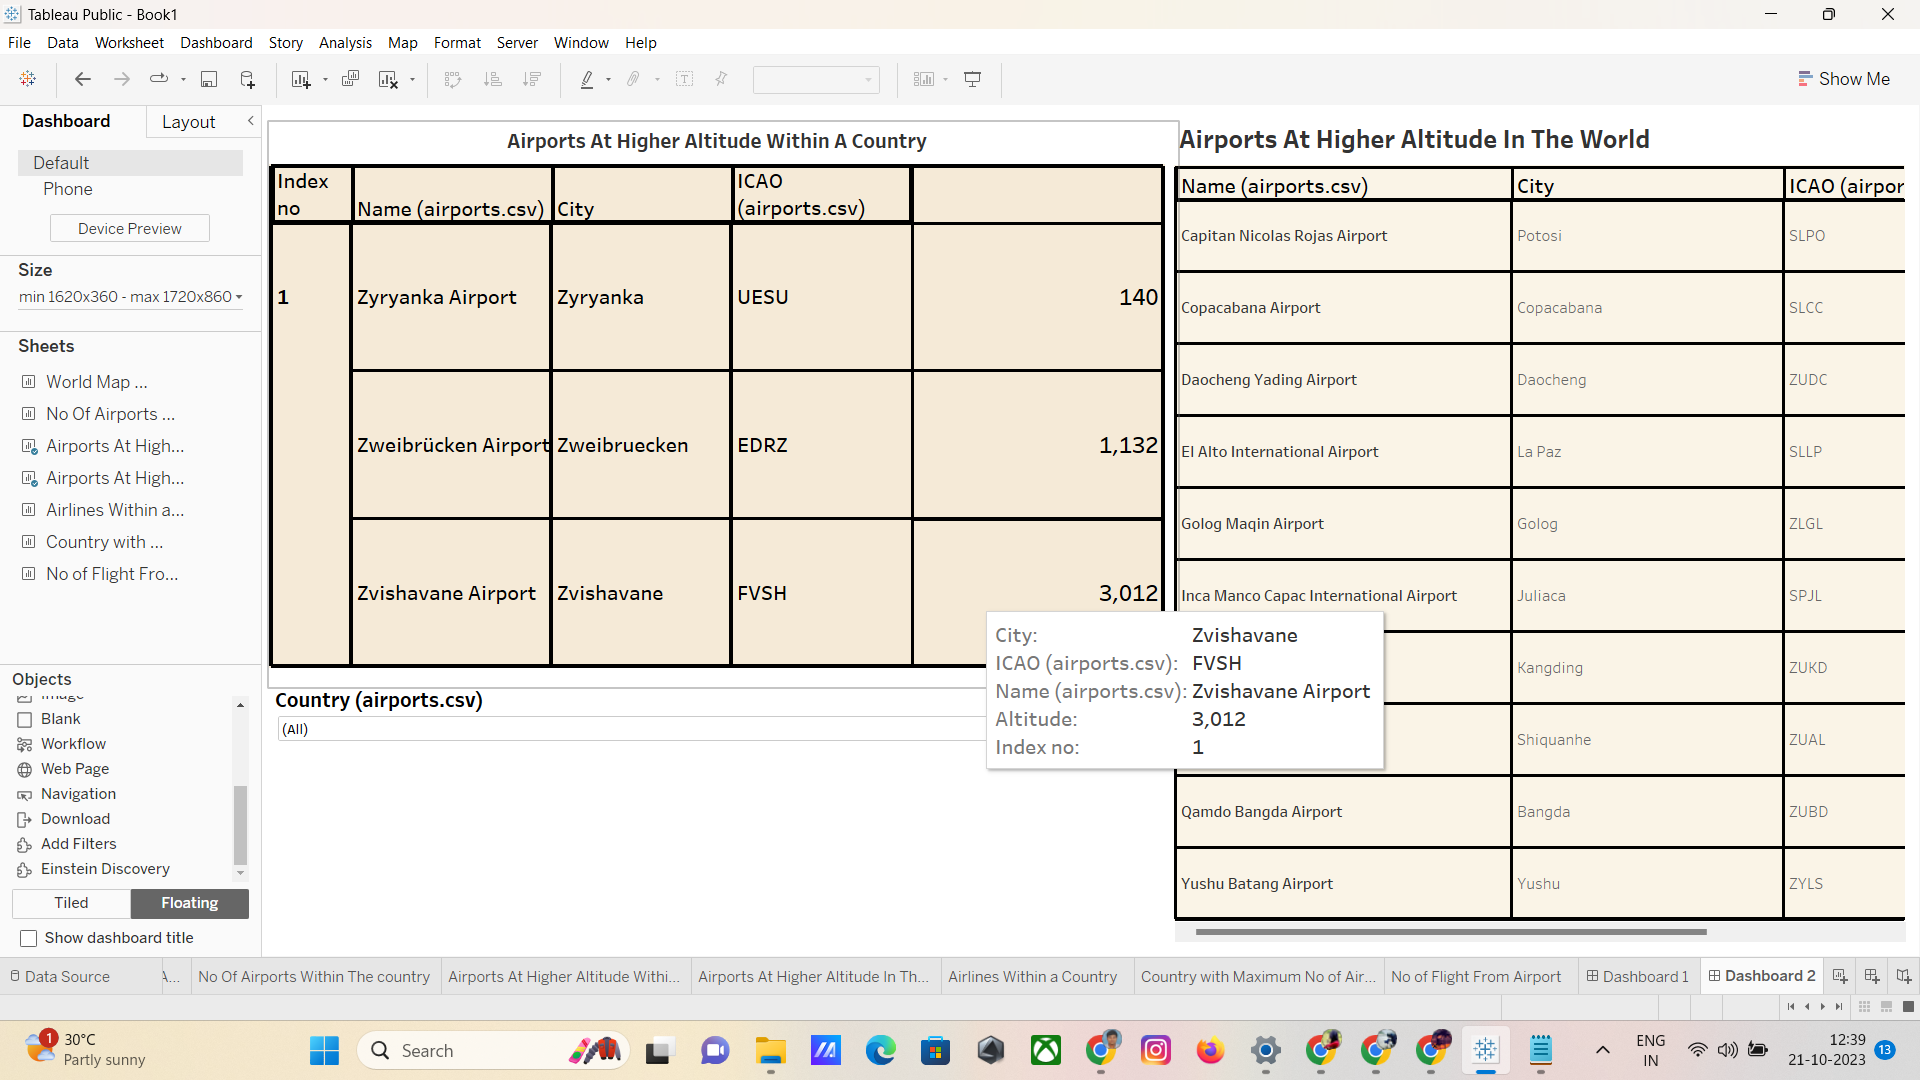 Tableau Public - Book1
File Data Worksheet Dashboard Story Analysis Map Format Server Window Help
Show Me
Dashboard Layout
Default
Phone
Device Preview
Size
min 1620x360 - max 1720x860
Sheets
World Map ...
No Of Airports ...
Airports At High...
Airports At High...
Airlines Within a...
Country with ...
No of Flight Fro...
Objects
Image
Blank
Workflow
Web Page
Navigation
Download
Add Filters
Einstein Discovery
Tiled Floating
Show dashboard title
Airports At Higher Altitude Within A Country
Index no Name (airports.csv) City ICAO (airports.csv)
1 Zyryanka Airport Zyryanka UESU 140
Zweibrücken Airport Zweibruecken EDRZ 1,132
Zvishavane Airport Zvishavane FVSH 3,012
Country (airports.csv)
(All)
City: Zvishavane
ICAO (airports.csv): FVSH
Name (airports.csv): Zvishavane Airport
Altitude: 3,012
Index no: 1
Airports At Higher Altitude In The World
Name (airports.csv) City ICAO (airpor
Capitan Nicolas Rojas Airport Potosi SLPO
Copacabana Airport Copacabana SLCC
Daocheng Yading Airport Daocheng ZUDC
El Alto International Airport La Paz SLLP
Golog Maqin Airport Golog ZLGL
Inca Manco Capac International Airport Juliaca SPJL
Kangding ZUKD
Shiquanhe ZUAL
Qamdo Bangda Airport Bangda ZUBD
Yushu Batang Airport Yushu ZYLS
Data Source A... No Of Airports Within The country Airports At Higher Altitude Withi... Airports At Higher Altitude In Th... Airlines Within a Country Country with Maximum No of Air... No of Flight From Airport Dashboard 1 Dashboard 2
1 30°C
Partly sunny
Search
ENG
IN
12:39
21-10-2023
13